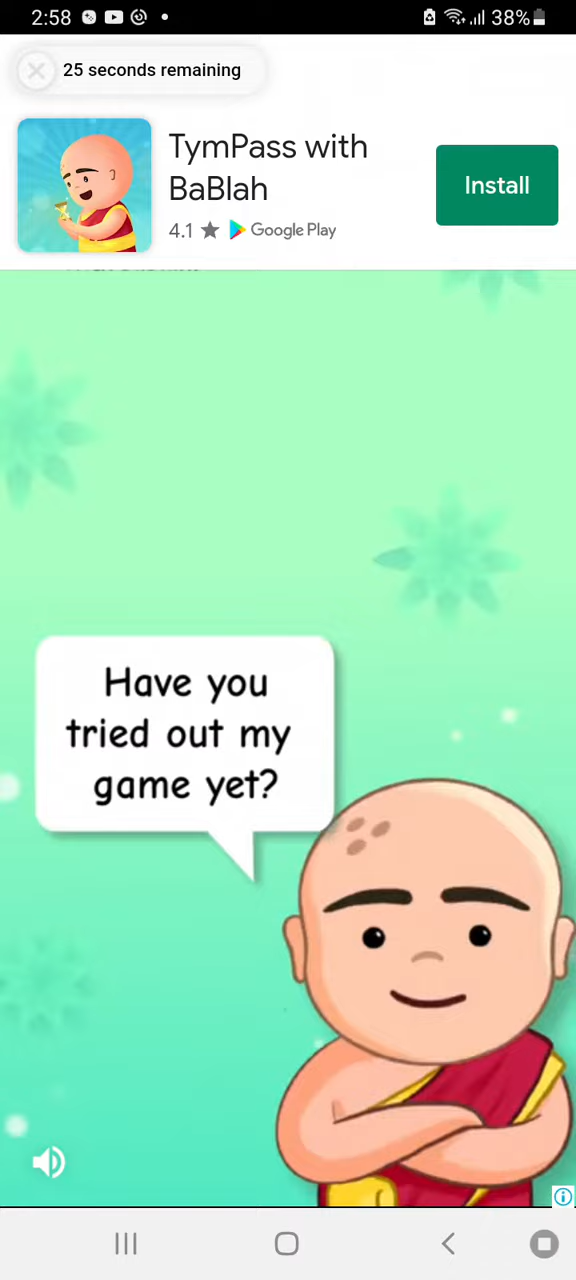 2:58
38%
25 seconds remaining
TymPass with
BaBlah
Install
4.1
Google Play
Have you
tried out my
game yet?